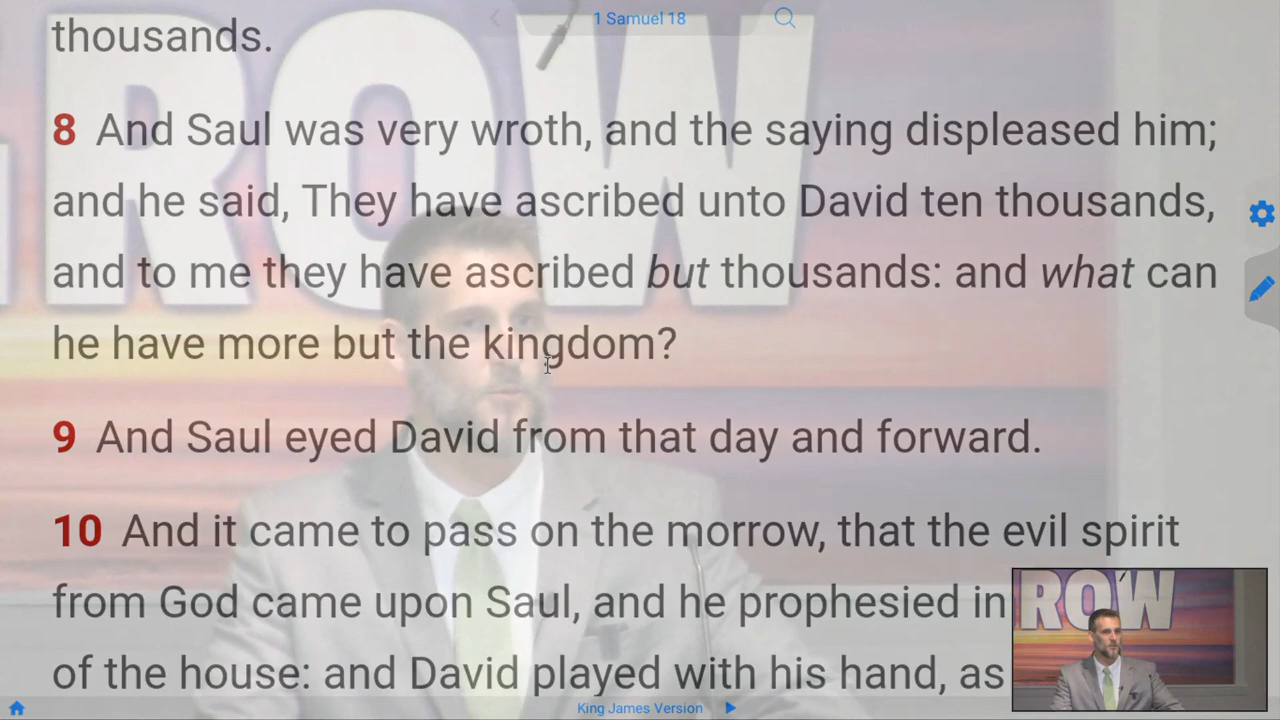 1 Samuel 18
thousands.
8 And Saul was very wroth, and the saying displeased him;
and he said, They have ascribed unto David ten thousands,
and to me they have ascribed but thousands: and what can
he have more but the kingdom?
9 And Saul eyed David from that day and forward.
10 And it came to pass on the morrow, that the evil spirit
from God came upon Saul, and he prophesied in
of the house: and David played with his hand, as
King James Version
ROW
ROW